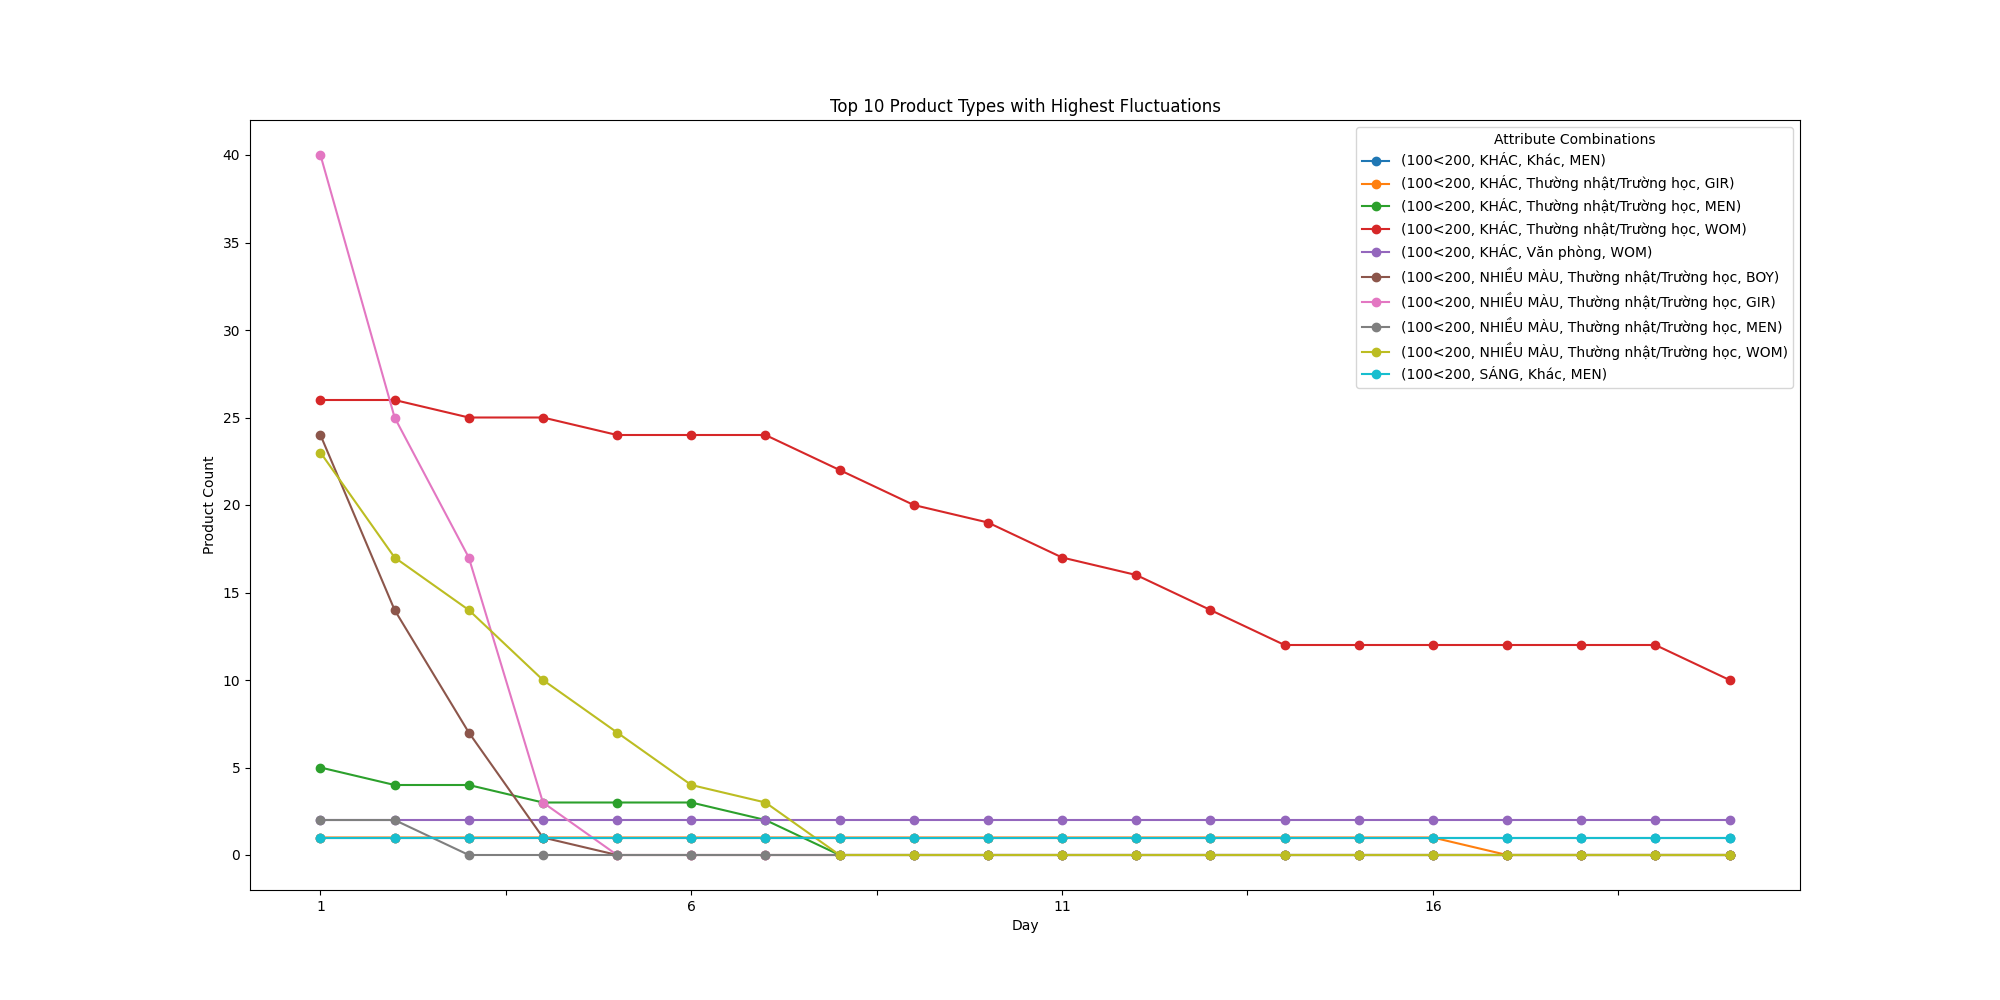 Top 10 Product Types with Highest Fluctuations
Attribute Combinations
(100<200, KHÁC, Khác, MEN)
(100<200, KHÁC, Thường nhật/Trường học, GIR)
(100<200, KHÁC, Thường nhật/Trường học, MEN)
(100<200, KHÁC, Thường nhật/Trường học, WOM)
(100<200, KHÁC, Văn phòng, WOM)
(100<200, NHIỀU MÀU, Thường nhật/Trường học, BOY)
(100<200, NHIỀU MÀU, Thường nhật/Trường học, GIR)
(100<200, NHIỀU MÀU, Thường nhật/Trường học, MEN)
(100<200, NHIỀU MÀU, Thường nhật/Trường học, WOM)
(100<200, SÁNG, Khác, MEN)
Product Count
40
35
30
25
20
15
10
5
0
1 6 11 16
Day